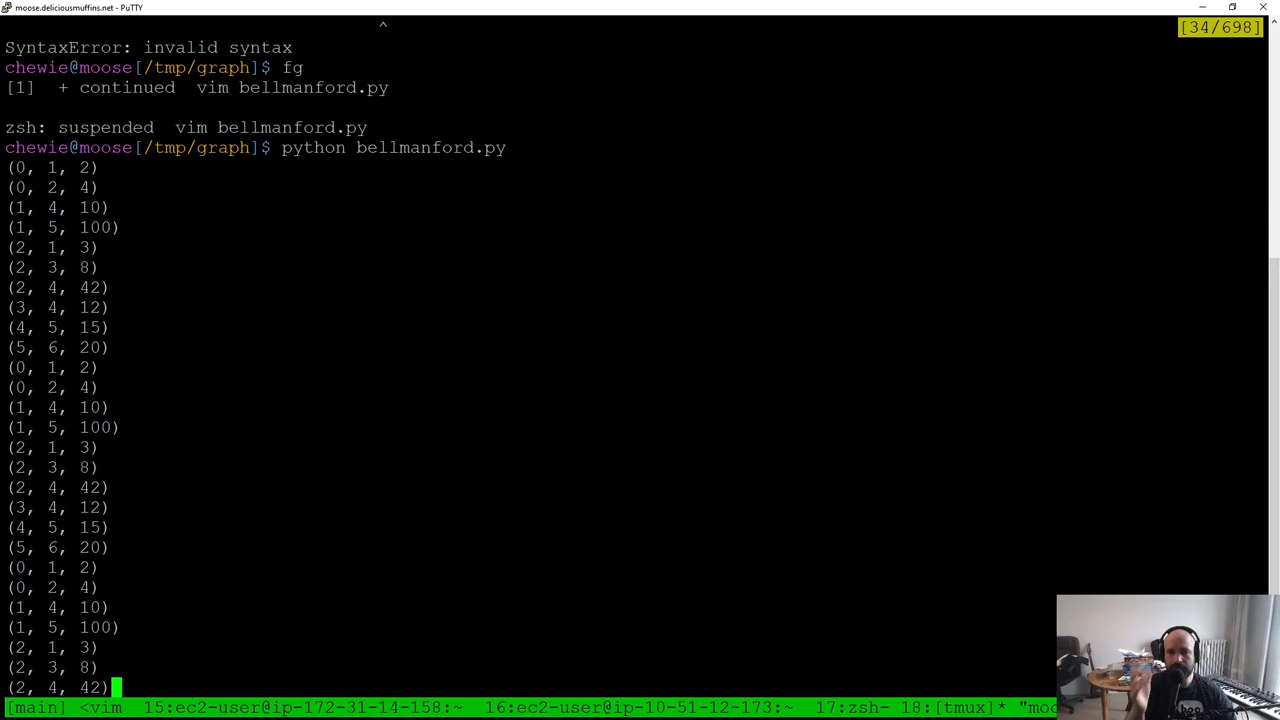 moose.deliciousmuffins.net - PuTTY
^
[34/698]
SyntaxError: invalid syntax
chewie@moose[/tmp/graph]$ fg
[1]  + continued  vim bellmanford.py
zsh: suspended  vim bellmanford.py
chewie@moose[/tmp/graph]$ python bellmanford.py
(0, 1, 2)
(0, 2, 4)
(1, 4, 10)
(1, 5, 100)
(2, 1, 3)
(2, 3, 8)
(2, 4, 42)
(3, 4, 12)
(4, 5, 15)
(5, 6, 20)
(0, 1, 2)
(0, 2, 4)
(1, 4, 10)
(1, 5, 100)
(2, 1, 3)
(2, 3, 8)
(2, 4, 42)
(3, 4, 12)
(4, 5, 15)
(5, 6, 20)
(0, 1, 2)
(0, 2, 4)
(1, 4, 10)
(1, 5, 100)
(2, 1, 3)
(2, 3, 8)
(2, 4, 42)
[main] <vim  15:ec2-user@ip-172-31-14-158:~  16:ec2-user@ip-10-51-12-173:~  17:zsh- 18:[tmux]* "moo